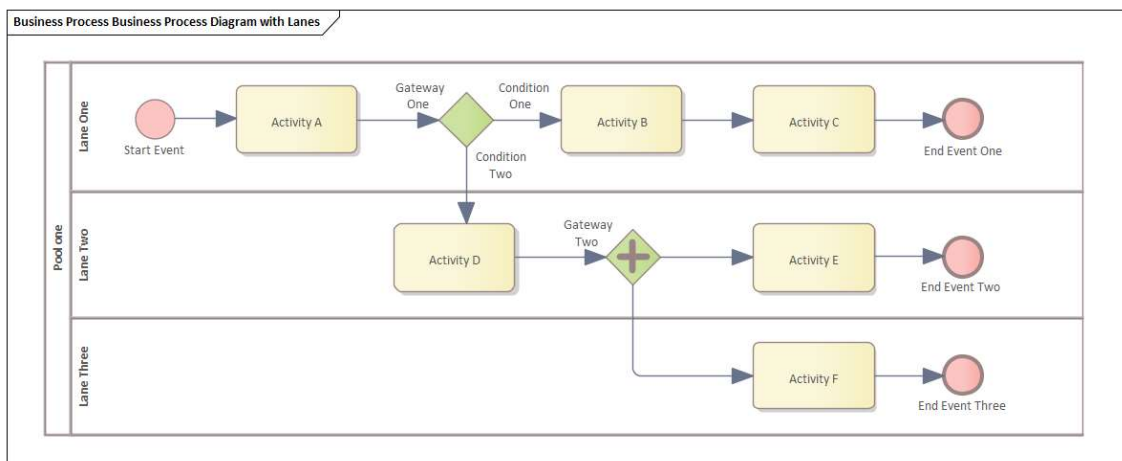 Business Process Business Process Diagram with Lanes
Pool one
Lane One
Start Event
Activity A
Gateway
One
Condition
One
Activity B
Activity C
End Event One
Condition
Two
Lane Two
Activity D
Gateway
Two
Activity E
End Event Two
Lane Three
Activity F
End Event Three